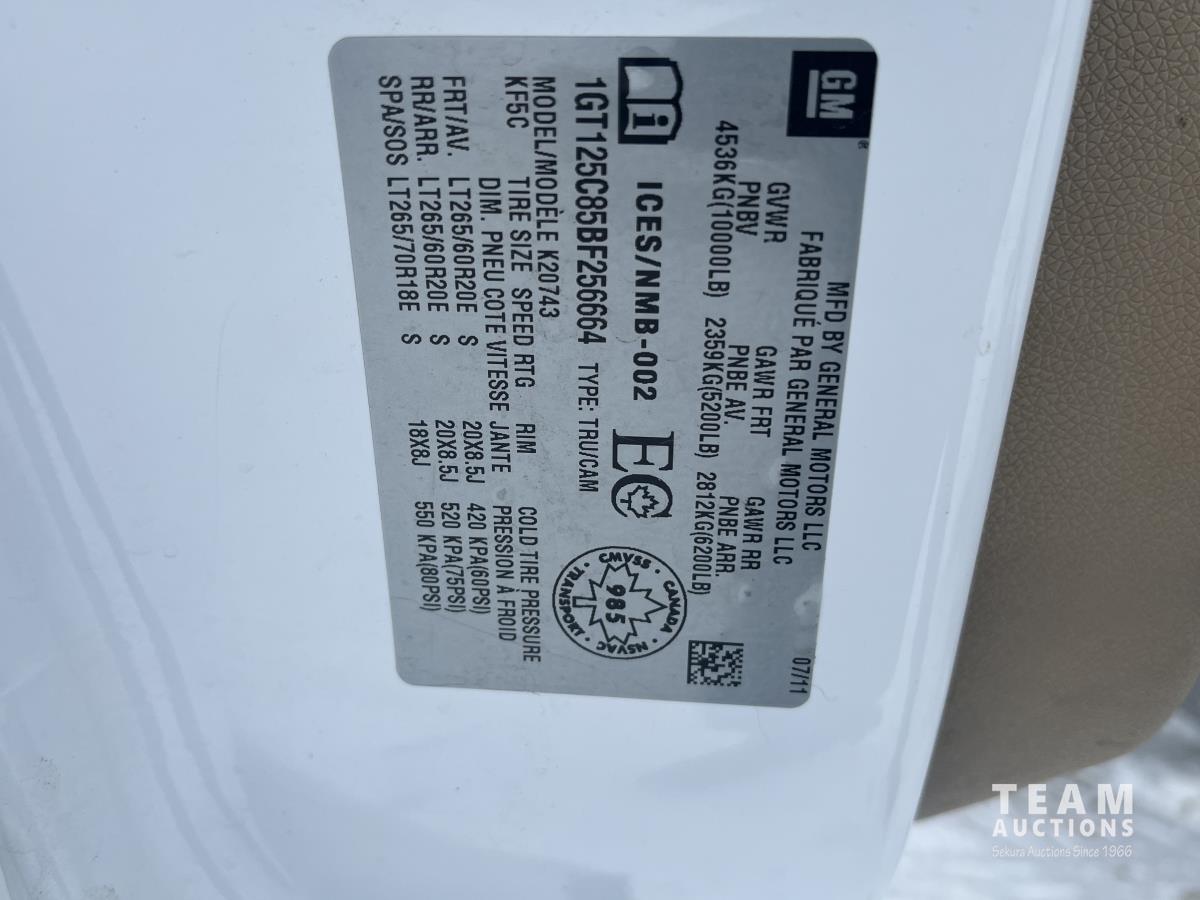 GM®
MFD BY GENERAL MOTORS LLC
FABRIQUÉ PAR GENERAL MOTORS LLC
07/11
GVWR GAWR FRT GAWR RR
PNBV PNBE AV. PNBE ARR.
4536KG(10000LB) 2359KG(5200LB) 2812KG(6200LB)
i ICES/NMB-002 EC
CMVSS · CANADA · NSVAC · TRANSPORT ·
985
1GT125C85BF256664 TYPE: TRU/CAM
MODEL/MODÈLE K20743
KF5C TIRE SIZE SPEED RTG RIM COLD TIRE PRESSURE
DIM. PNEU COTE VITESSE JANTE PRESSION À FROID
FRT/AV. LT265/60R20E S 20X8.5J 420 KPA(60PSI)
RR/ARR. LT265/60R20E S 20X8.5J 520 KPA(75PSI)
SPA/SOS LT265/70R18E S 18X8J 550 KPA(80PSI)
TEAM
AUCTIONS
Sekura Auctions Since 1966